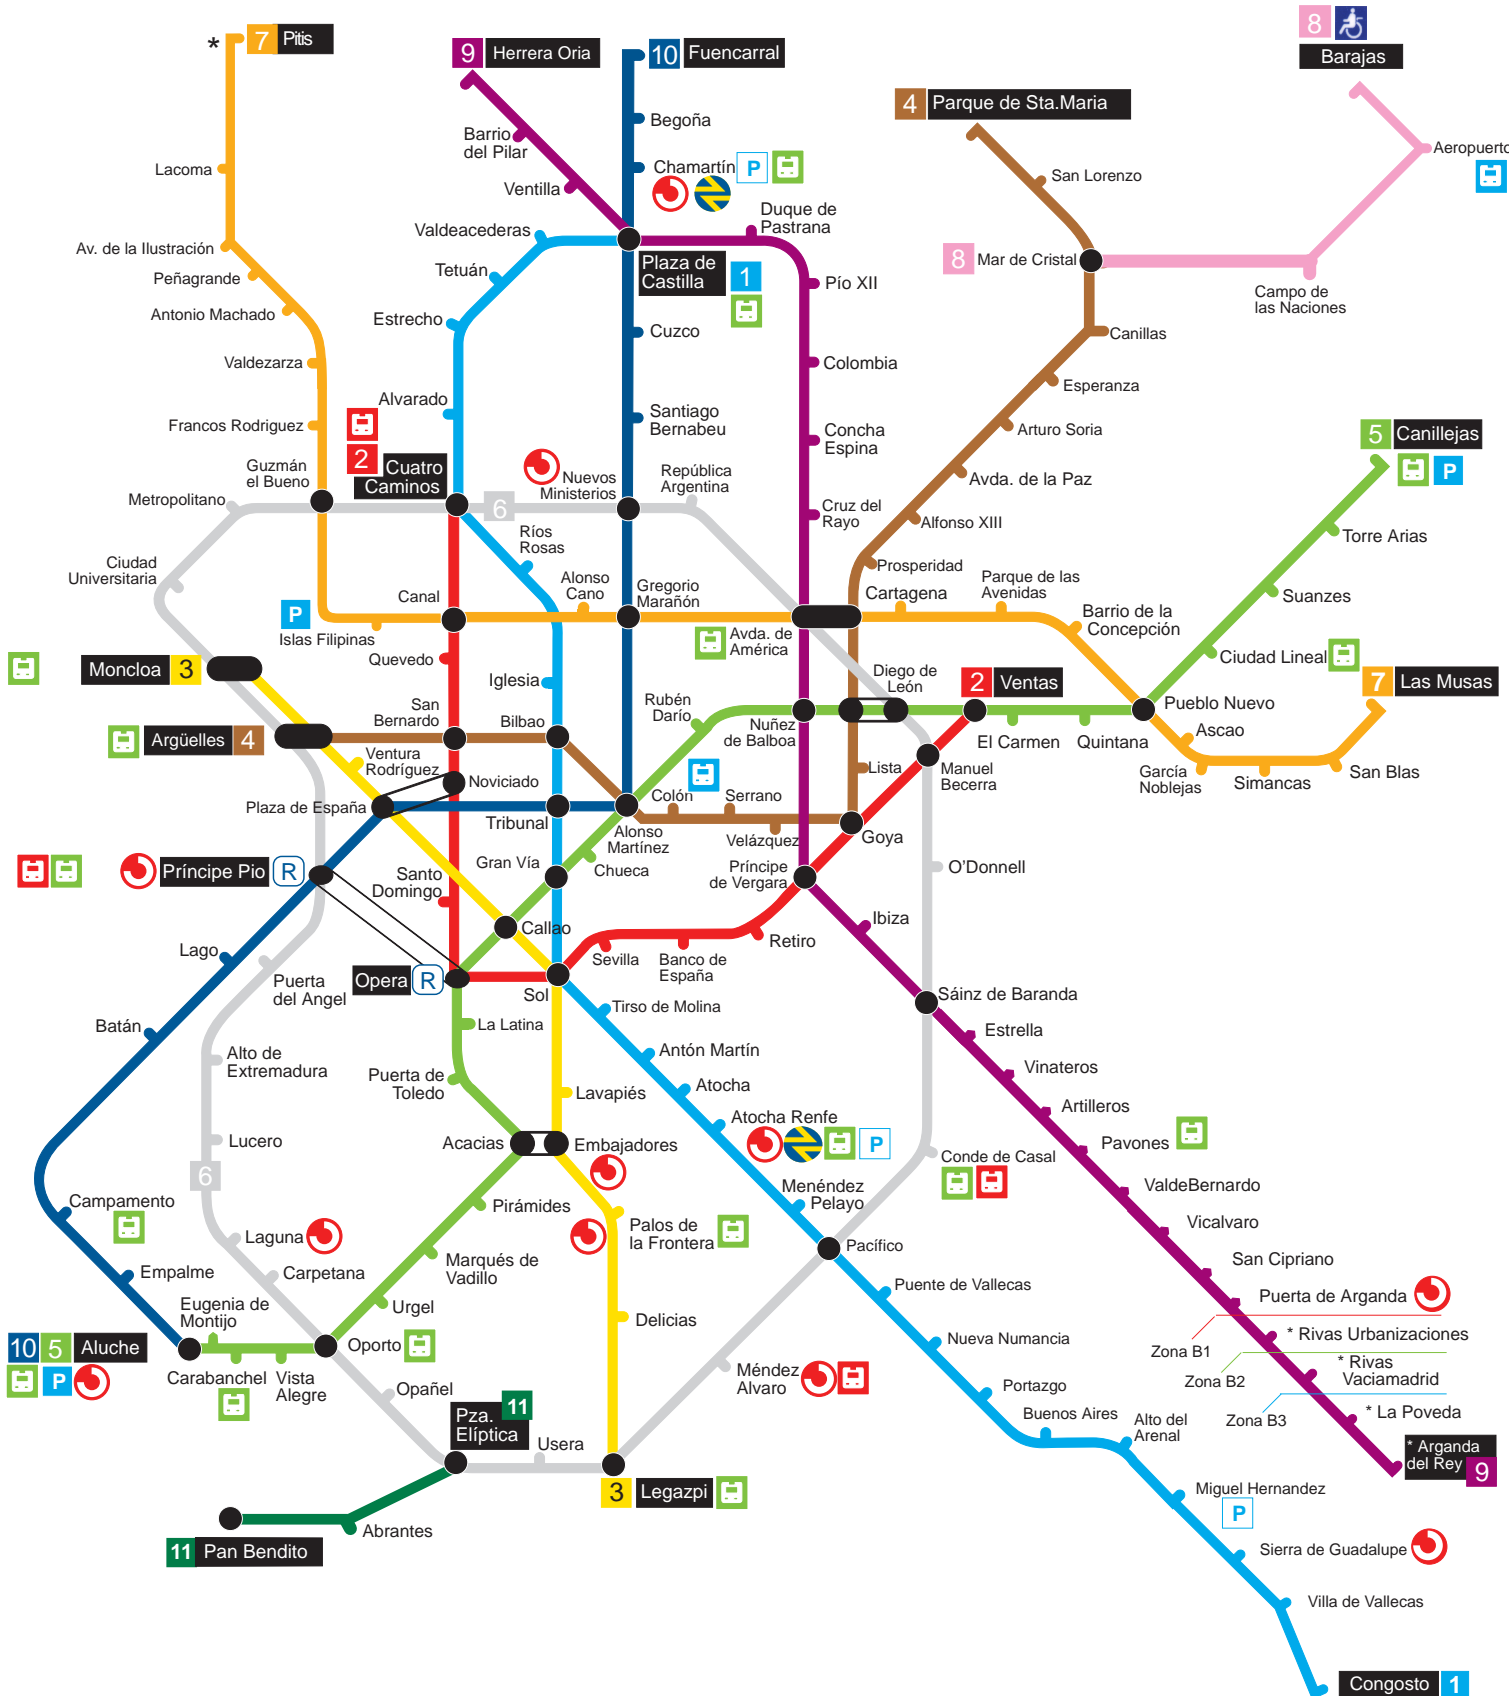 * 7 Pitis
9 Herrera Oria
10 Fuencarral
8
Barajas
4 Parque de Sta.Maria
Begoña
Barrio
del Pilar
Aeropuerto
Lacoma
Chamartín P
Ventilla
San Lorenzo
Duque de
Pastrana
Valdeacederas
Av. de la Ilustración
Plaza de
Castilla 1
8 Mar de Cristal
Tetuán
Peñagrande
Pío XII
Campo de
las Naciones
Antonio Machado
Estrecho
Cuzco
Canillas
Valdezarza
Colombia
Esperanza
Alvarado
Santiago
Bernabeu
Francos Rodriguez
Concha
Espina
Arturo Soria
5 Canillejas
P
2 Cuatro
Caminos
Guzmán
el Bueno
Nuevos
Ministerios
República
Argentina
Avda. de la Paz
Metropolitano
6
Cruz del
Rayo
Alfonso XIII
Torre Arias
Ríos
Rosas
Ciudad
Universitaria
Prosperidad
Alonso
Cano
Gregorio
Marañón
Cartagena
Parque de las
Avenidas
Suanzes
Canal
P
Islas Filipinas
Barrio de la
Concepción
Avda. de
América
Quevedo
Ciudad Lineal
Moncloa 3
Iglesia
Diego de
León
2 Ventas
7 Las Musas
San
Bernardo
Bilbao
Rubén
Darío
Nuñez
de Balboa
Pueblo Nuevo
Argüelles 4
El Carmen
Quintana
Ascao
Ventura
Rodríguez
Noviciado
Lista
Manuel
Becerra
García
Noblejas
Simancas
San Blas
Plaza de España
Tribunal
Colón
Serrano
Alonso
Martínez
Velázquez
Goya
Gran Vía
Chueca
Príncipe
de Vergara
O'Donnell
Príncipe Pio R
Santo
Domingo
Callao
Ibiza
Lago
Sevilla
Banco de
España
Retiro
Puerta
del Angel
Opera R
Sol
Sáinz de Baranda
Tirso de Molina
Batán
La Latina
Estrella
Alto de
Extremadura
Antón Martín
Vinateros
Puerta de
Toledo
Lavapiés
Atocha
Artilleros
Atocha Renfe
P
Lucero
Acacias
Embajadores
Pavones
Conde de Casal
6
Menéndez
Pelayo
ValdeBernardo
Campamento
Pirámides
Palos de
la Frontera
Vicalvaro
Laguna
Pacífico
Marqués de
Vadillo
San Cipriano
Empalme
Carpetana
Puente de Vallecas
Puerta de Arganda
Eugenia de
Montijo
Urgel
Delicias
Zona B1
* Rivas Urbanizaciones
10 5 Aluche
P
Oporto
Nueva Numancia
Carabanchel
Vista
Alegre
Méndez
Alvaro
Zona B2
* Rivas
Vaciamadrid
Opañel
Portazgo
Pza. 11
Elíptica
Buenos Aires
Zona B3
* La Poveda
Usera
Alto del
Arenal
* Arganda
del Rey 9
3 Legazpi
Miguel Hernandez
P
Abrantes
11 Pan Bendito
Sierra de Guadalupe
Villa de Vallecas
Congosto 1